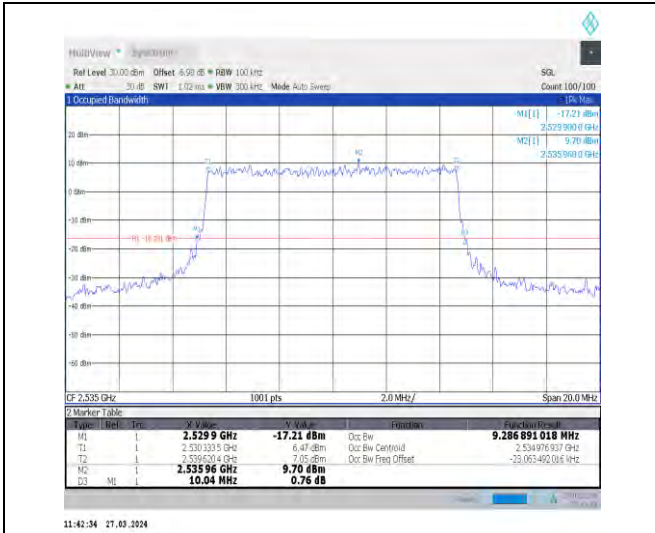 MultiView
Spectrum
Ref Level 30.00 dBm Offset 6.98 dB RBW 100 kHz SGL
Att 30 dB SWT 1.02 ms VBW 300 kHz Mode Auto Sweep Count 100/100
1 Occupied Bandwidth 1Pk Max
M1[1] -17.21 dBm
2.529900 0 GHz
M2[1] 9.70 dBm
2.535960 0 GHz
20 dBm
M2
10 dBm
0 dBm
-10 dBm
M1
-20 dBm
-30 dBm
-40 dBm
-50 dBm
-60 dBm
CF 2.535 GHz 1001 pts 2.0 MHz/ Span 20.0 MHz
2 Marker Table
Type Ref Trc X Value Y Value Function Function Result
M1 1 2.529 9 GHz -17.21 dBm Occ Bw 9.286 891 018 MHz
T1 1 2.530 333 5 GHz 6.47 dBm Occ Bw Centroid 2.534 976 937 GHz
T2 1 2.539 620 4 GHz 7.05 dBm Occ Bw Freq Offset -23.063 492 016 kHz
M2 1 2.535 96 GHz 9.70 dBm
D3 M1 1 10.04 MHz 0.76 dB
11:42:34 27.03.2024